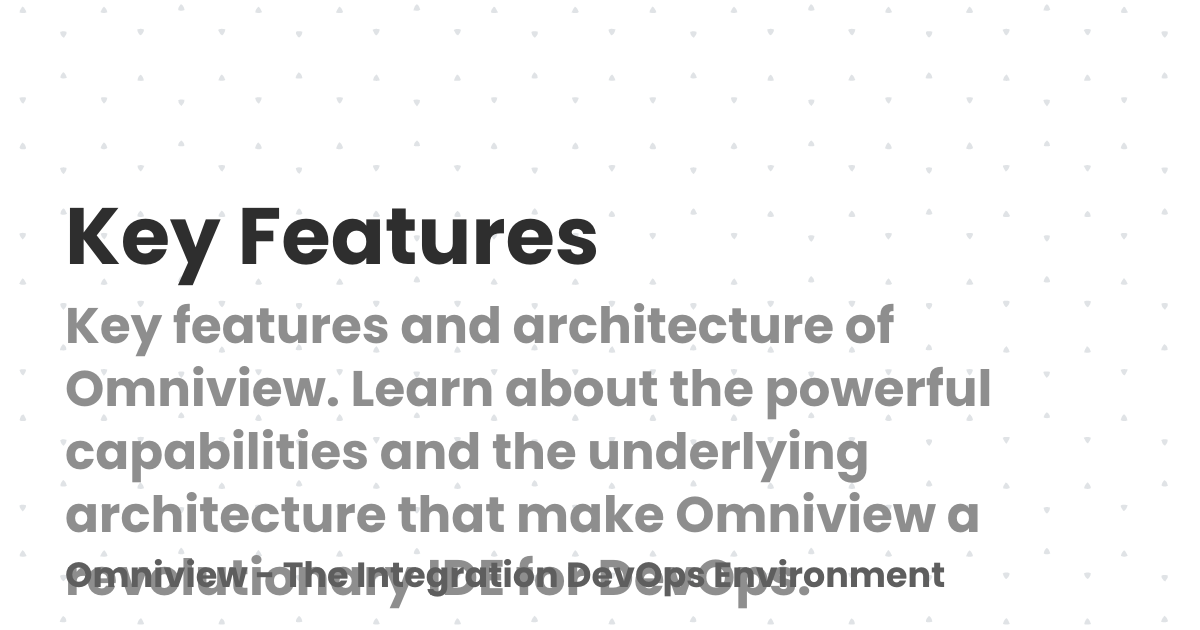 Key Features
Key features and architecture of
Omniview. Learn about the powerful
capabilities and the underlying
architecture that make Omniview a
revolutionary IDE for DevOps.
Omniview - The Integration DevOps Environment